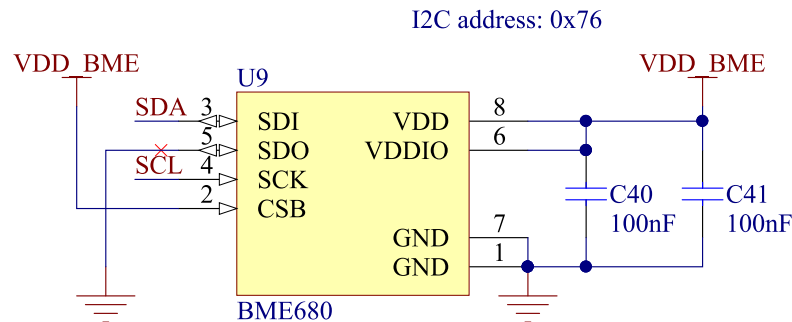 I2C address: 0x76
VDD_BME
VDD_BME
U9
SDA 3 SDI VDD 8
5 SDO VDDIO 6
SCL 4 SCK
2 CSB
C40 C41
100nF 100nF
GND 7
GND 1
BME680